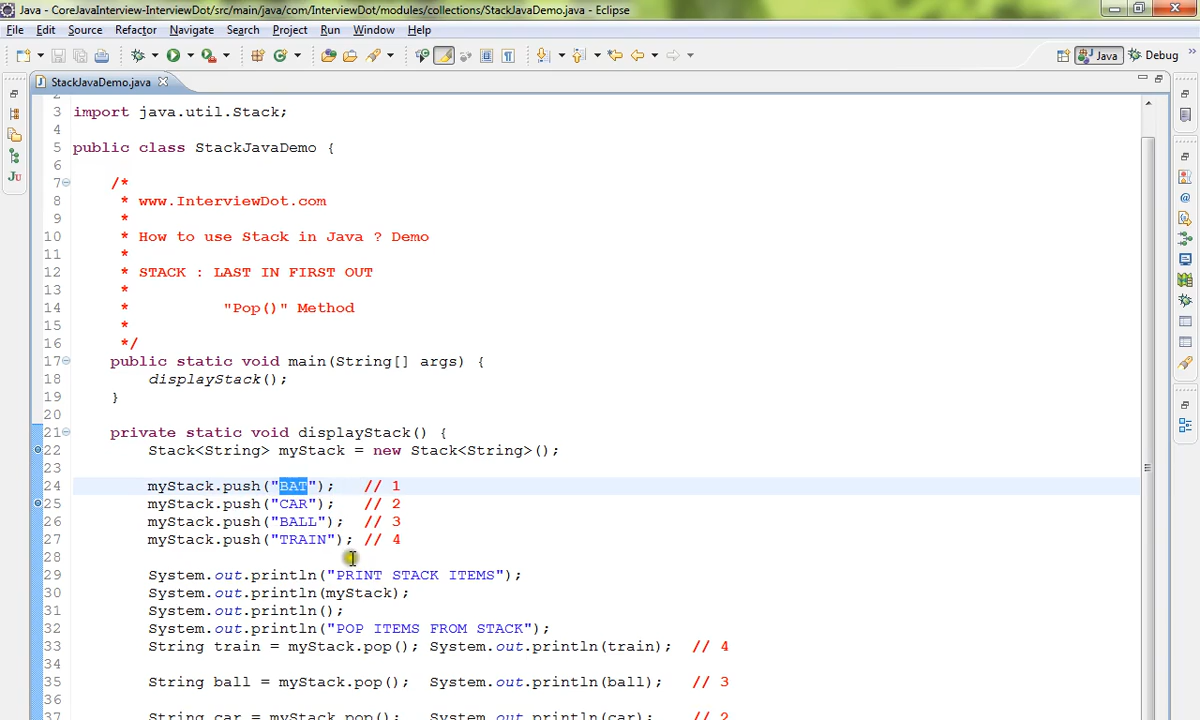 Java - CoreJavaInterview-InterviewDot/src/main/java/com/InterviewDot/modules/collections/StackJavaDemo.java - Eclipse
File Edit Source Refactor Navigate Search Project Run Window Help
Java Debug
StackJavaDemo.java
2
3 import java.util.Stack;
4
5 public class StackJavaDemo {
6
7 /*
8 * www.InterviewDot.com
9 *
10 * How to use Stack in Java ? Demo
11 *
12 * STACK : LAST IN FIRST OUT
13 *
14 * "Pop()" Method
15 *
16 */
17 public static void main(String[] args) {
18 displayStack();
19 }
20
21 private static void displayStack() {
22 Stack<String> myStack = new Stack<String>();
23
24 myStack.push("BAT"); // 1
25 myStack.push("CAR"); // 2
26 myStack.push("BALL"); // 3
27 myStack.push("TRAIN"); // 4
28
29 System.out.println("PRINT STACK ITEMS");
30 System.out.println(myStack);
31 System.out.println();
32 System.out.println("POP ITEMS FROM STACK");
33 String train = myStack.pop(); System.out.println(train); // 4
34
35 String ball = myStack.pop(); System.out.println(ball); // 3
36
37 String car = myStack.pop(); System.out.println(car); // 2